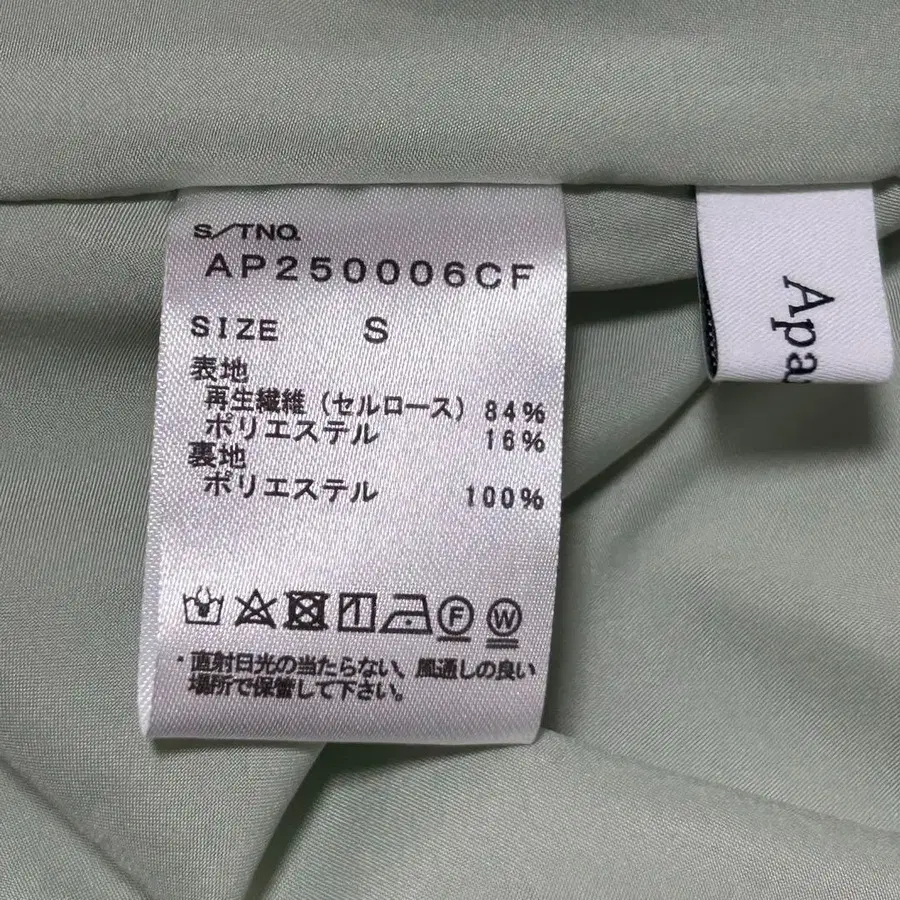 S/TNO.
AP250006CF
SIZE S
表地
再生繊維(セルロース) 84%
ポリエステル 16%
裏地
ポリエステル 100%
F W
・直射日光の当たらない、風通しの良い
場所で保管して下さい。
Apa